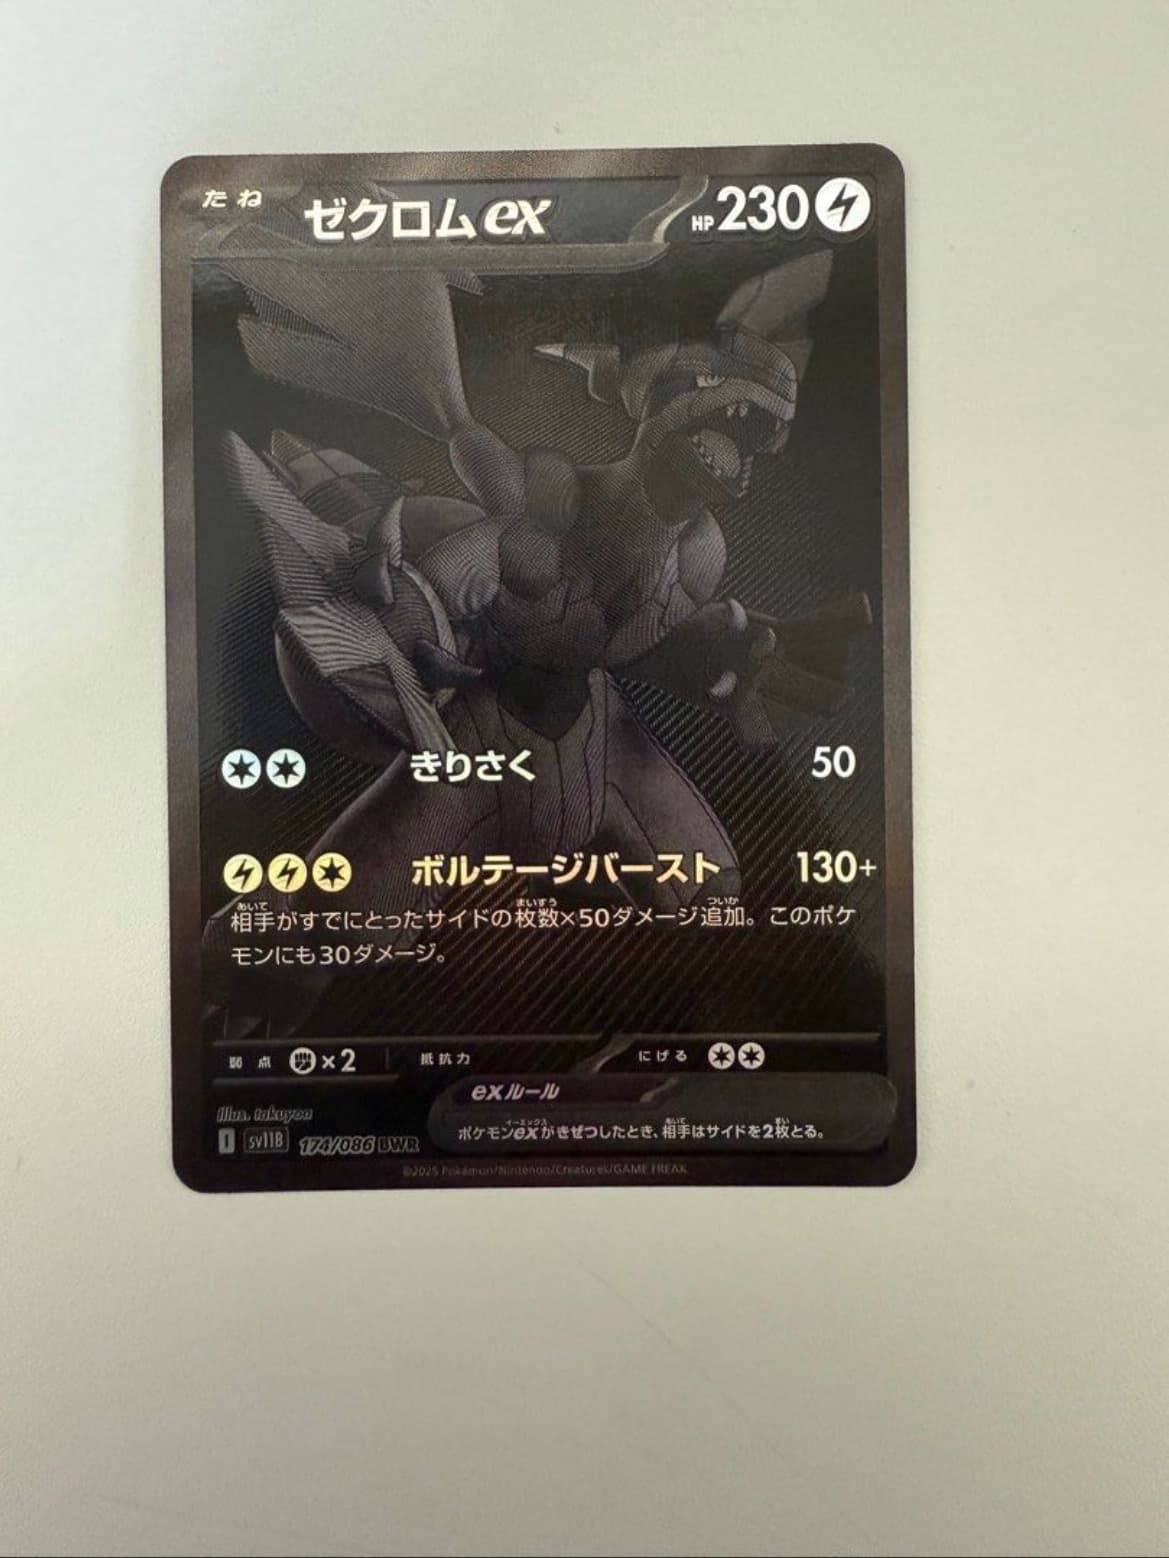 たね ゼクロムex HP230
きりさく 50
ボルテージバースト 130+
相手がすでにとったサイドの枚数×50ダメージ追加。このポケ
モンにも30ダメージ。
弱点 ×2 抵抗力 にげる
exルール
ポケモンexがきぜつしたとき、相手はサイドを2枚とる。
Illus. takuyoa
I SV11B 174/086 BWR
©2025 Pokémon/Nintendo/Creatures/GAME FREAK